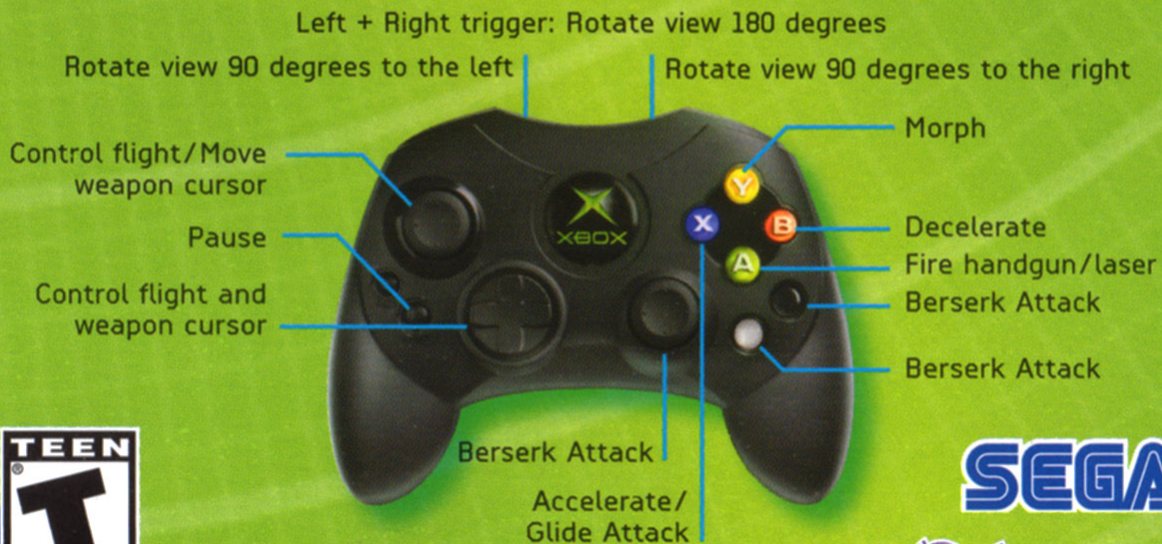 Left + Right trigger: Rotate view 180 degrees
Rotate view 90 degrees to the left
Rotate view 90 degrees to the right
Morph
Control flight/Move
weapon cursor
Y
X
B
A
XBOX
Pause
Decelerate
Fire handgun/laser
Control flight and
weapon cursor
Berserk Attack
Berserk Attack
Berserk Attack
Accelerate/
Glide Attack
TEEN
®
T
SEGA